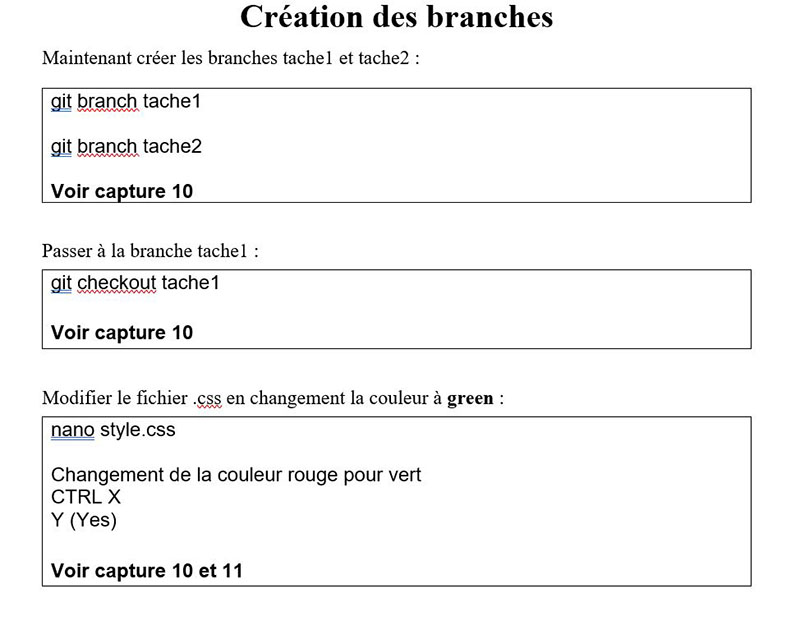 Création des branches
Maintenant créer les branches tache1 et tache2 :
git branch tache1
git branch tache2
Voir capture 10
Passer à la branche tache1 :
git checkout tache1
Voir capture 10
Modifier le fichier .css en changement la couleur à green :
nano style.css
Changement de la couleur rouge pour vert
CTRL X
Y (Yes)
Voir capture 10 et 11